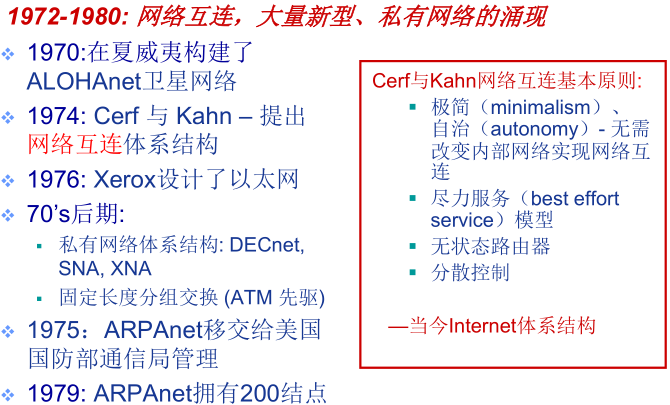 1972-1980: 网络互连，大量新型、私有网络的涌现
1970:在夏威夷构建了
ALOHAnet卫星网络
1974: Cerf 与 Kahn – 提出
网络互连体系结构
1976: Xerox设计了以太网
70’s后期:
私有网络体系结构: DECnet,
SNA, XNA
固定长度分组交换 (ATM 先驱)
1975：ARPAnet移交给美国
国防部通信局管理
1979: ARPAnet拥有200结点
Cerf与Kahn网络互连基本原则:
极简（minimalism）、
自治（autonomy）- 无需
改变内部网络实现网络互
连
尽力服务（best effort
service）模型
无状态路由器
分散控制
—当今Internet体系结构